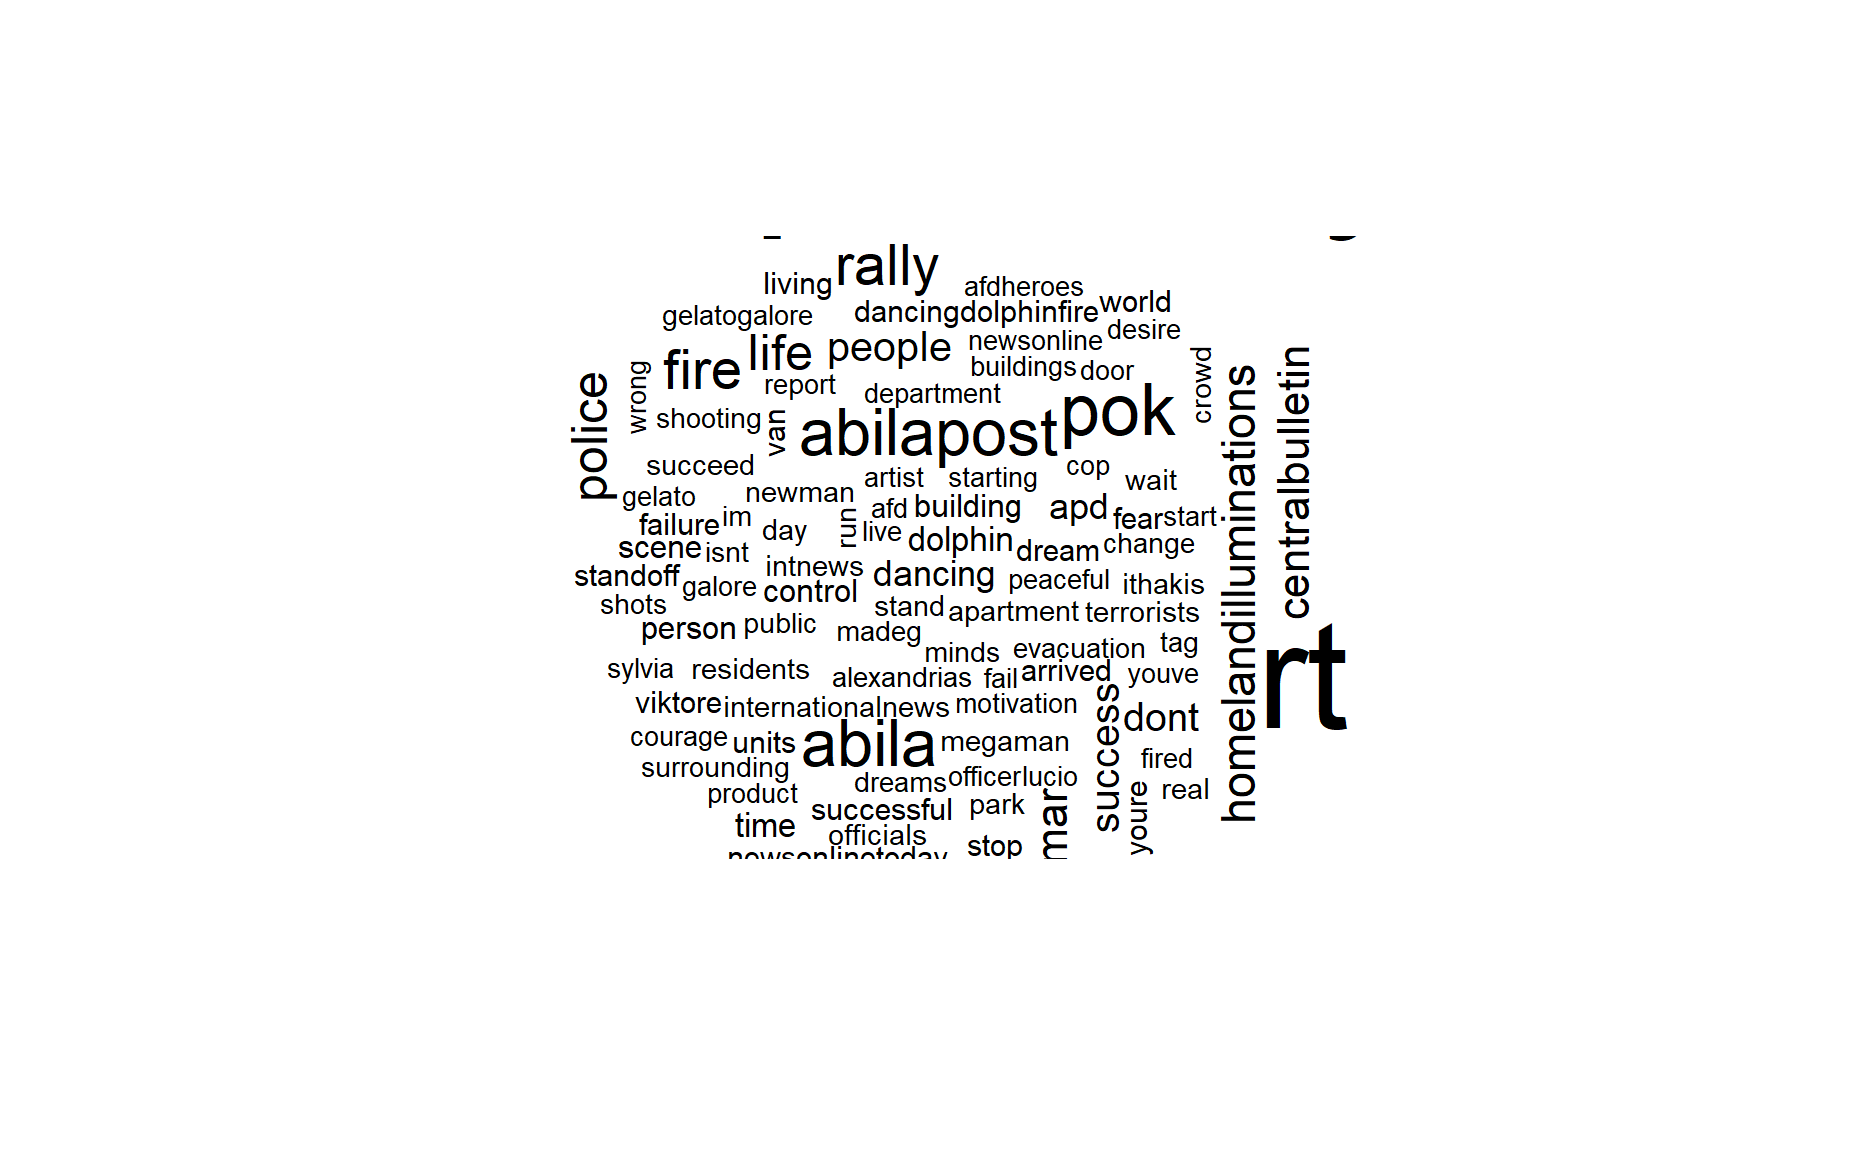 rally
living
afdheroes
world
gelatogalore
dancingdolphinfire
desire
life
people
newsonline
fire
report
buildings
door
crowd
police
wrong
department
shooting
van
abilapost
pok
homelandilluminations
centralbulletin
succeed
artist
starting
cop
wait
gelato
newman
afd
building
apd
fear
start
failure
im
day
run
live
dolphin
dream
change
scene
isnt
intnews
dancing
peaceful
ithakis
standoff
galore
control
shots
stand
apartment
terrorists
person
public
madeg
minds
evacuation
tag
rt
sylvia
residents
alexandrias
fail
arrived
youve
viktore
internationalnews
motivation
success
dont
courage
units
abila
megaman
fired
surrounding
dreams
officerlucio
real
product
successful
park
mar
youre
time
officials
stop
newsonlinetoday